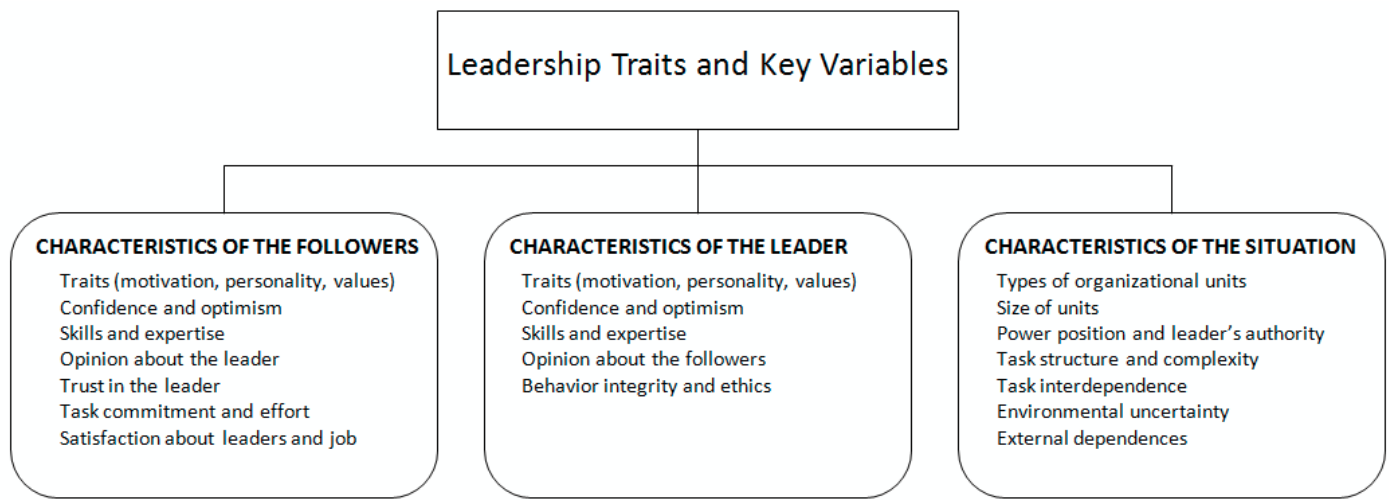 Leadership Traits and Key Variables
CHARACTERISTICS OF THE FOLLOWERS
Traits (motivation, personality, values)
Confidence and optimism
Skills and expertise
Opinion about the leader
Trust in the leader
Task commitment and effort
Satisfaction about leaders and job
CHARACTERISTICS OF THE LEADER
Traits (motivation, personality, values)
Confidence and optimism
Skills and expertise
Opinion about the followers
Behavior integrity and ethics
CHARACTERISTICS OF THE SITUATION
Types of organizational units
Size of units
Power position and leader's authority
Task structure and complexity
Task interdependence
Environmental uncertainty
External dependences